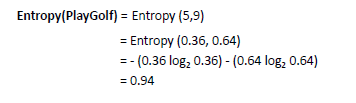 Entropy(PlayGolf) = Entropy (5,9)
= Entropy (0.36, 0.64)
= - (0.36 log₂ 0.36) - (0.64 log₂ 0.64)
= 0.94